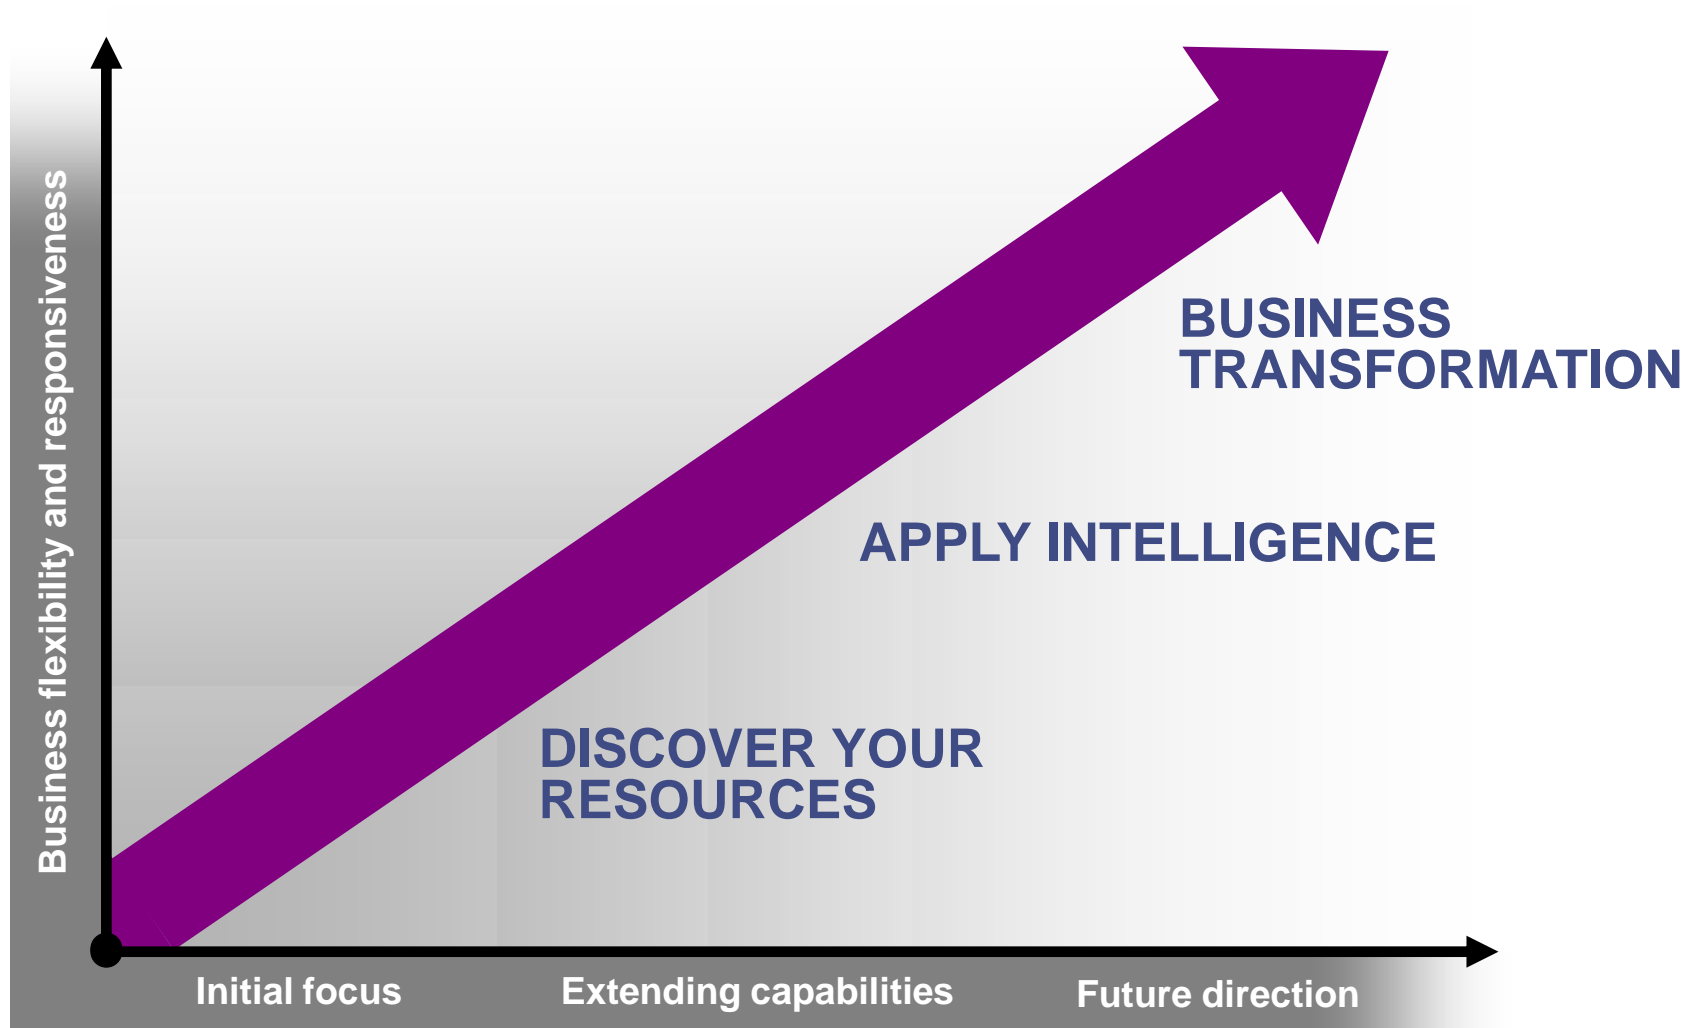 Business flexibility and responsiveness
BUSINESS
TRANSFORMATION
APPLY INTELLIGENCE
DISCOVER YOUR
RESOURCES
Initial focus
Extending capabilities
Future direction